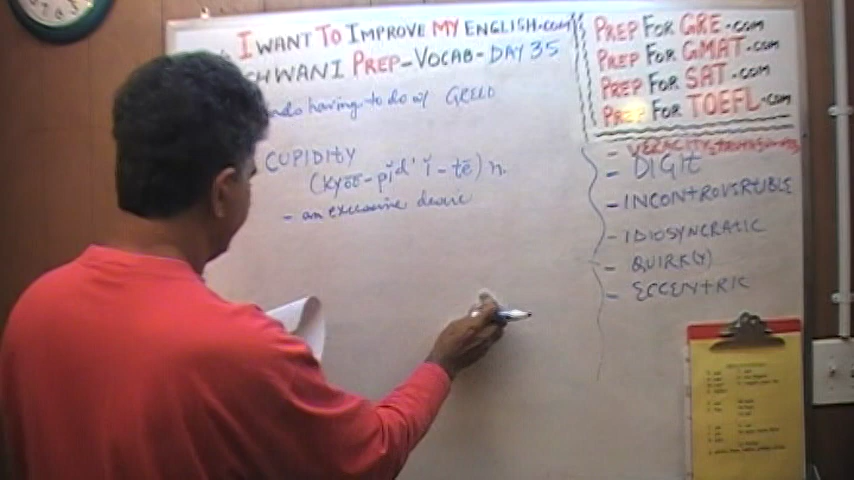 I WANT TO IMPROVE MY ENGLISH.COM
CHWANI PREP-VOCAB-DAY 35
having to do w/ GREED
CUPIDITY
(kyōō-pĭd'ĭ-tē) n.
- an excessive desire
PREP FOR GRE.COM
PREP FOR GMAT.COM
PREP FOR SAT.COM
PREP FOR TOEFL.COM
- VERACITY
- DIGIT
- INCONTROVERTIBLE
- IDIOSYNCRATIC
- QUIRK(Y)
- ECCENTRIC